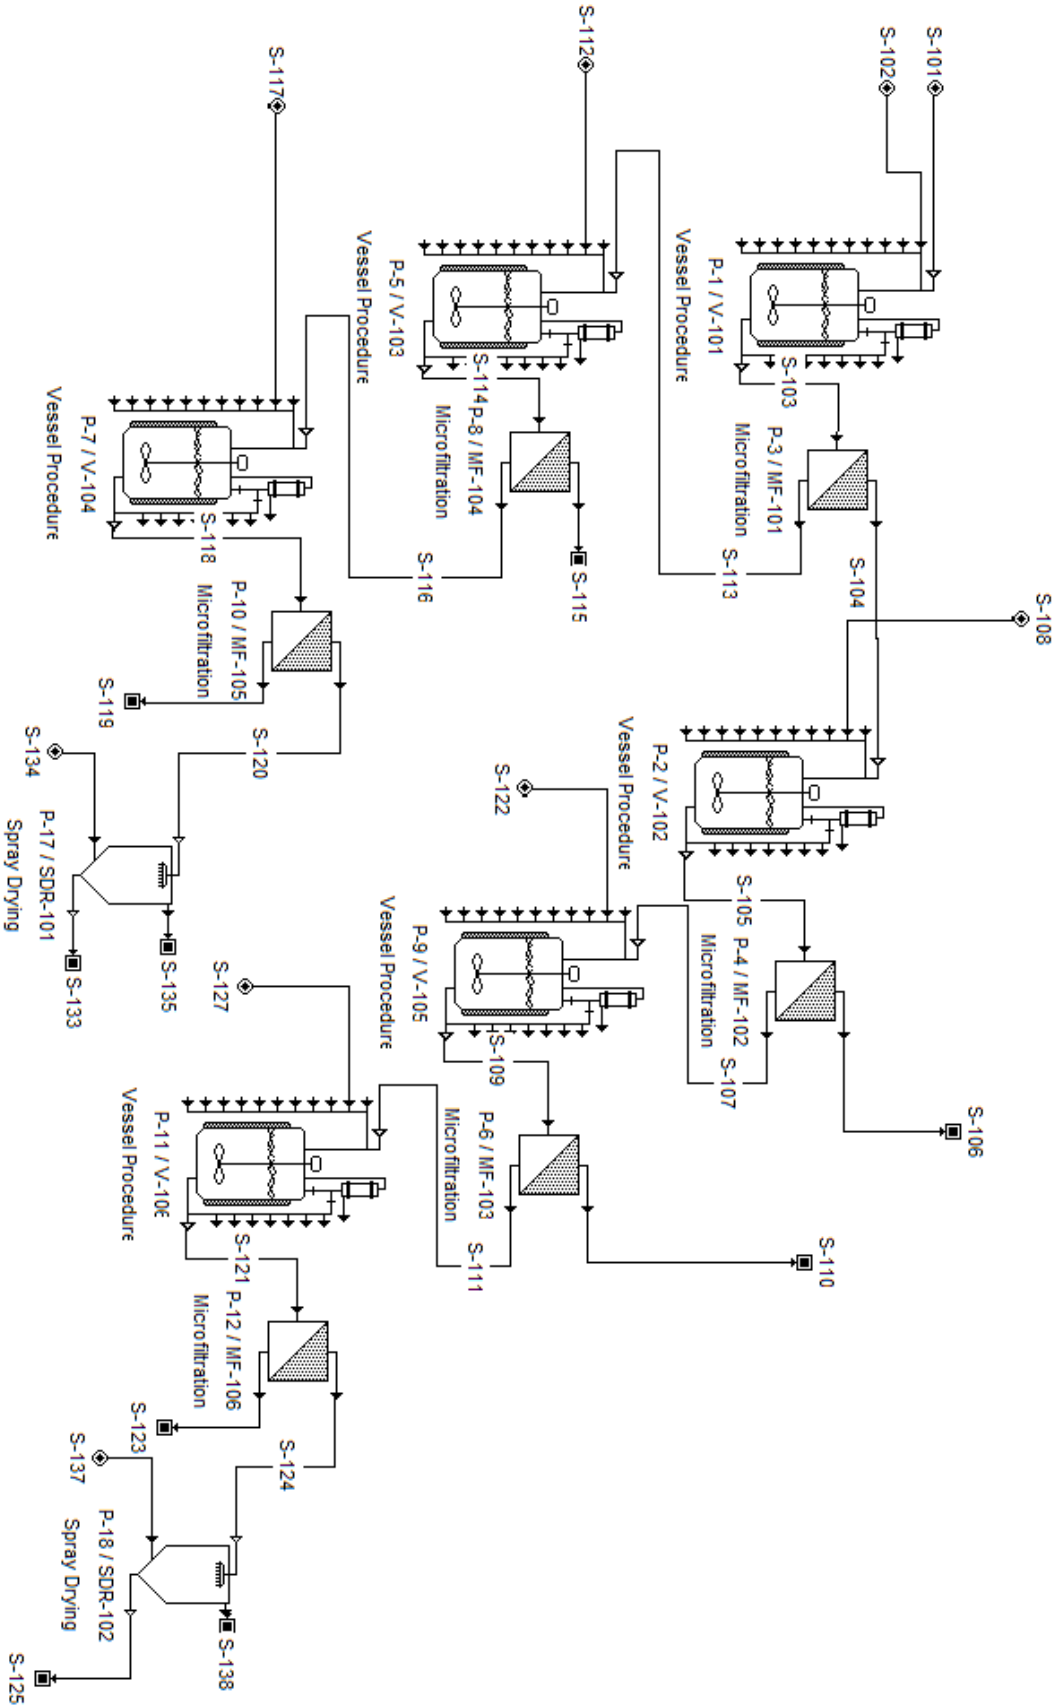 S-108
S-101
S-102
S-106
S-104
S-110
S-103
P-3 / MF-101
Microfiltration
S-113
P-1 / V-101
Vessel Procedure
S-105
P-4 / MF-102
Microfiltration
S-107
P-2 / V-102
Vessel Procedure
S-112
S-115
S-122
S-109
P-6 / MF-103
Microfiltration
S-111
S-114
P-8 / MF-104
Microfiltration
S-116
P-5 / V-103
Vessel Procedure
P-9 / V-105
Vessel Procedure
S-117
S-120
S-124
S-118
P-10 / MF-105
Microfiltration
S-127
S-121
P-12 / MF-106
Microfiltration
S-138
P-7 / V-104
Vessel Procedure
S-135
P-11 / V-106
Vessel Procedure
S-119
S-123
S-134
S-133
P-17 / SDR-101
Spray Drying
S-137
P-18 / SDR-102
Spray Drying
S-125